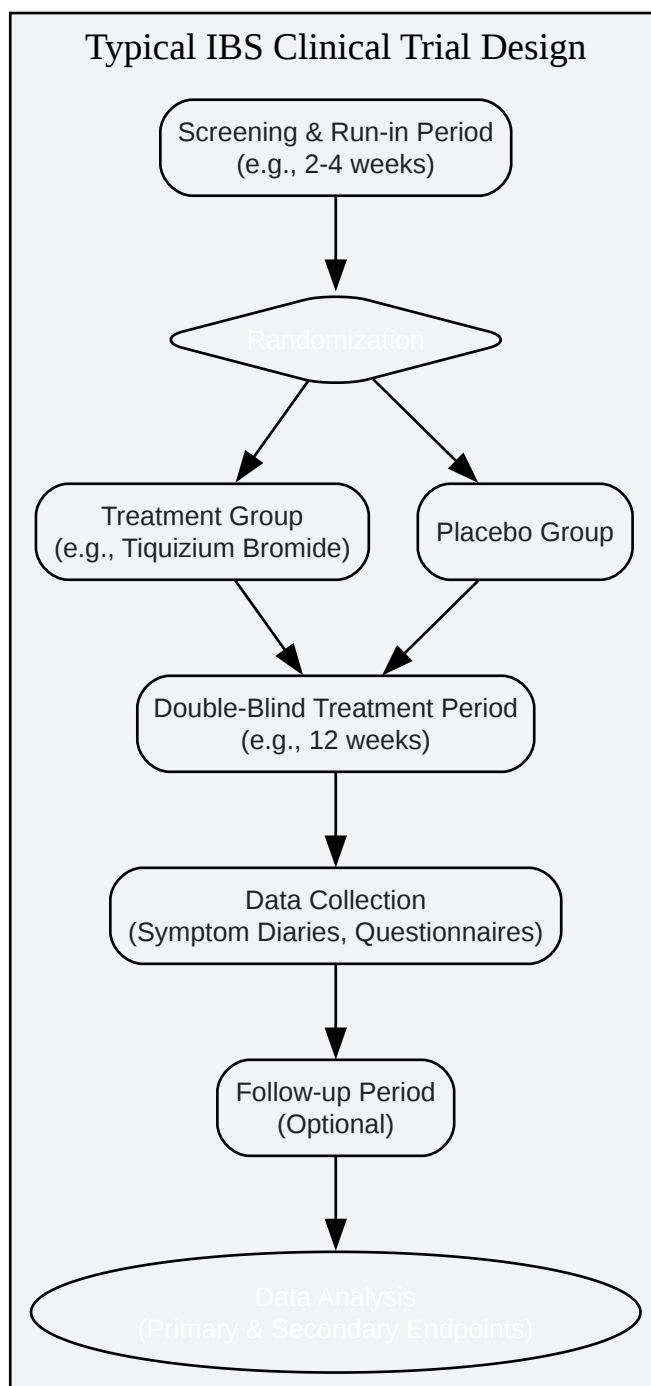 Typical IBS Clinical Trial Design
Screening & Run-in Period
(e.g., 2-4 weeks)
Randomization
Treatment Group
(e.g., Tiquizium Bromide)
Placebo Group
Double-Blind Treatment Period
(e.g., 12 weeks)
Data Collection
(Symptom Diaries, Questionnaires)
Follow-up Period
(Optional)
Data Analysis
(Primary & Secondary Endpoints)